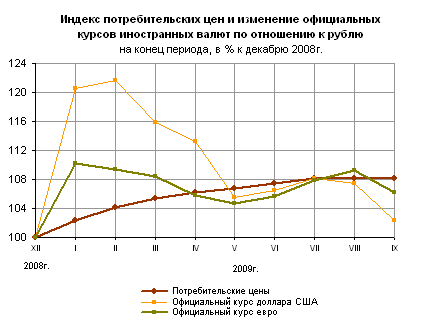 Индекс потребительских цен и изменение официальных
курсов иностранных валют по отношению к рублю
на конец периода, в % к декабрю 2008г.
124
120
116
112
108
104
100
XII I II III IV V VI VII VIII IX
2008г. 2009г.
Потребительские цены
Официальный курс доллара США
Официальный курс евро